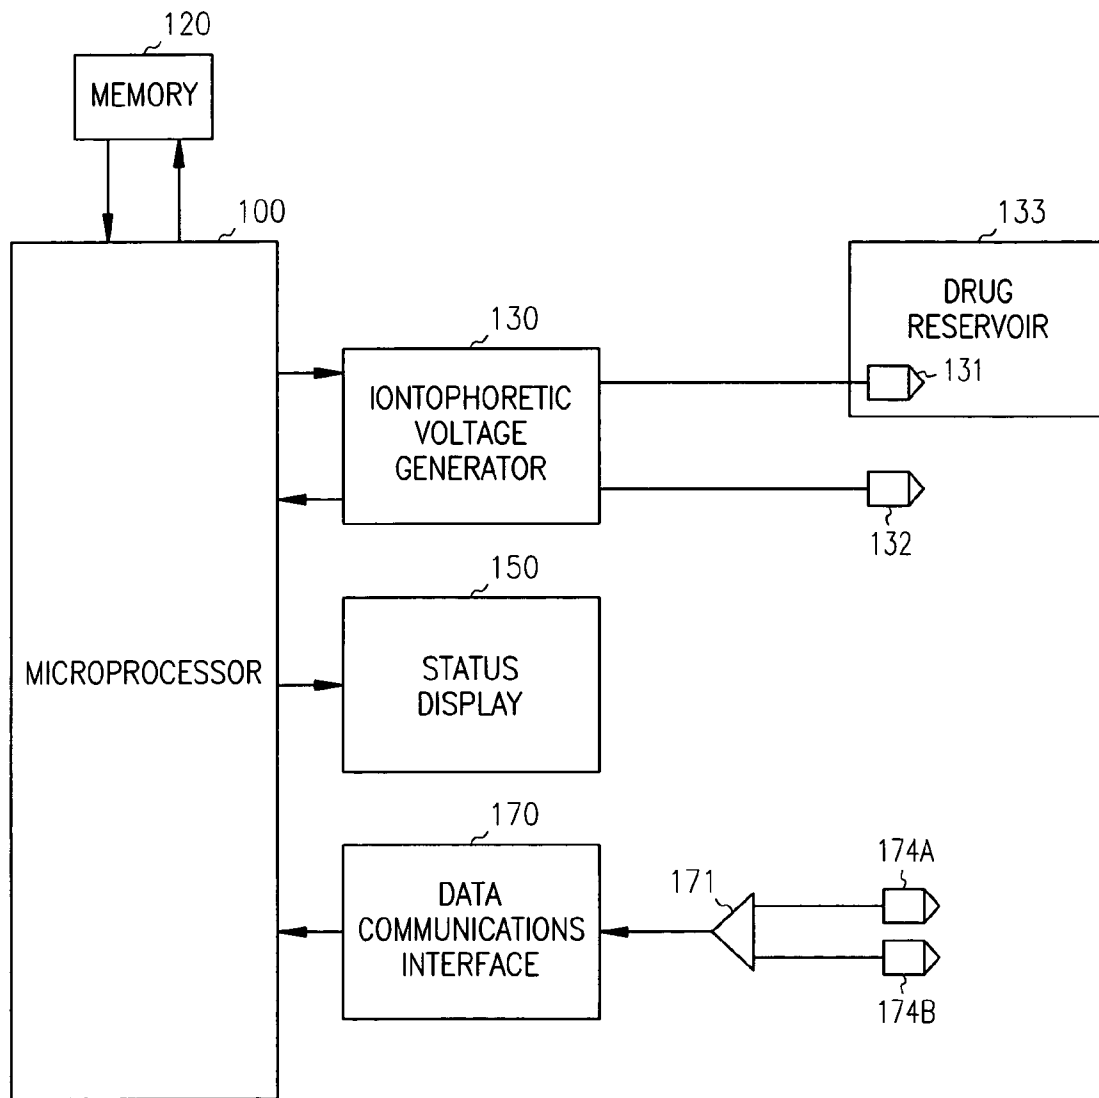 120
MEMORY
100
MICROPROCESSOR
130
IONTOPHORETIC
VOLTAGE
GENERATOR
133
DRUG
RESERVOIR
131
132
150
STATUS
DISPLAY
170
DATA
COMMUNICATIONS
INTERFACE
171
174A
174B